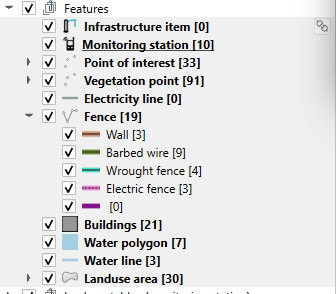 Features
Infrastructure item [0]
Monitoring station [10]
Point of interest [33]
Vegetation point [91]
Electricity line [0]
Fence [19]
Wall [3]
Barbed wire [9]
Wrought fence [4]
Electric fence [3]
[0]
Buildings [21]
Water polygon [7]
Water line [3]
Landuse area [30]